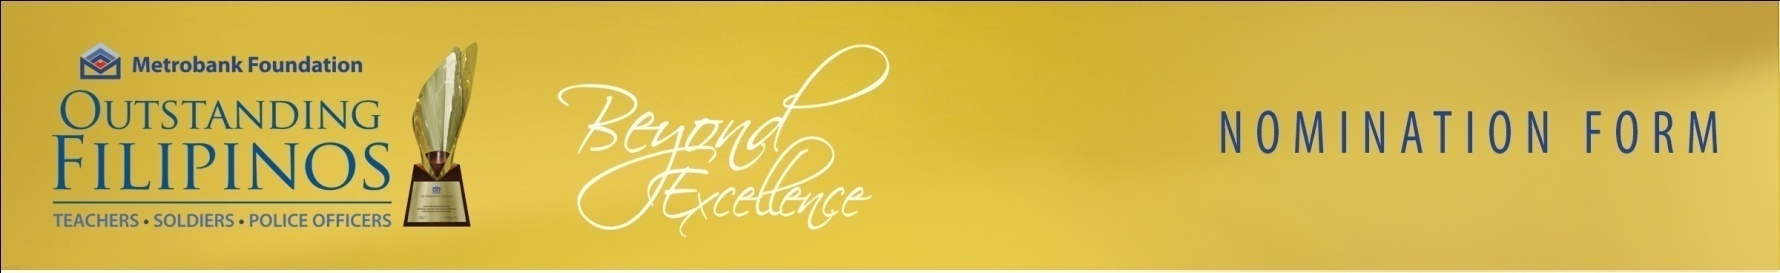 Metrobank Foundation
OUTSTANDING
FILIPINOS
TEACHERS • SOLDIERS • POLICE OFFICERS
Beyond
Excellence
NOMINATION FORM